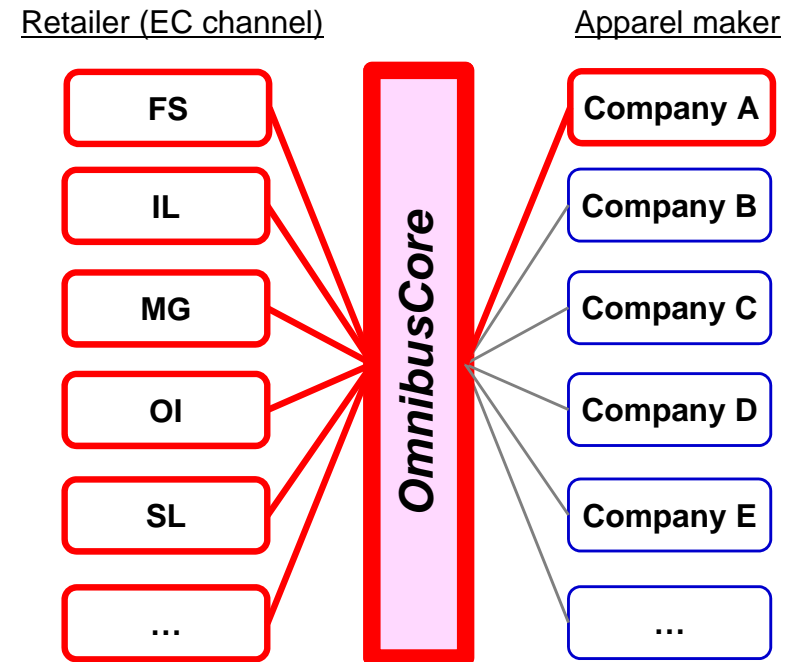 Retailer (EC channel)
Apparel maker
FS
IL
MG
OI
SL
…
OmnibusCore
Company A
Company B
Company C
Company D
Company E
…